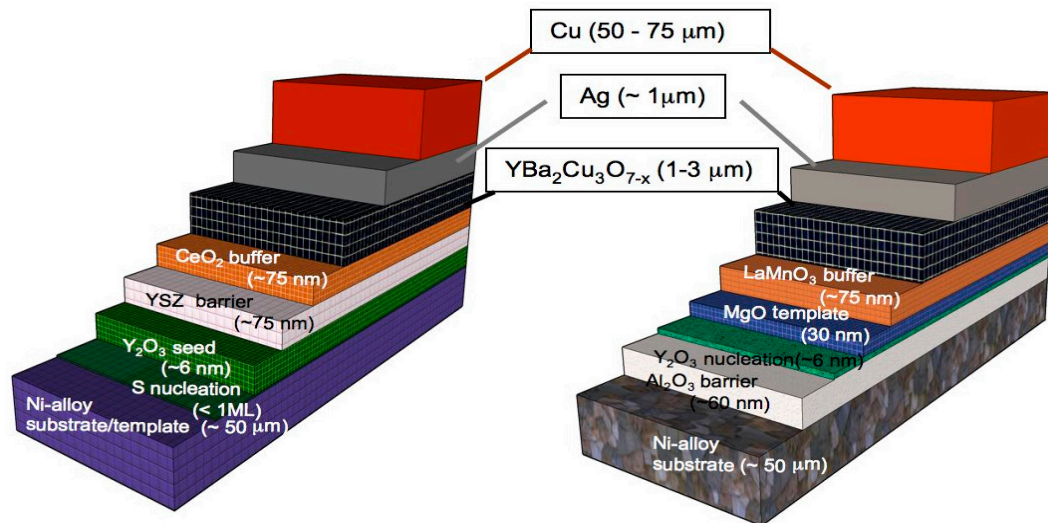 Cu (50 - 75 μm)
Ag (~ 1μm)
YBa₂Cu₃O₇₋ₓ (1-3 μm)
CeO₂ buffer
(~75 nm)
YSZ barrier
(~75 nm)
Y₂O₃ seed
(~6 nm)
S nucleation
(< 1ML)
Ni-alloy
substrate/template (~ 50 μm)
LaMnO₃ buffer
(~75 nm)
MgO template
(30 nm)
Y₂O₃ nucleation(~6 nm)
Al₂O₃ barrier
(~60 nm)
Ni-alloy
substrate (~ 50 μm)